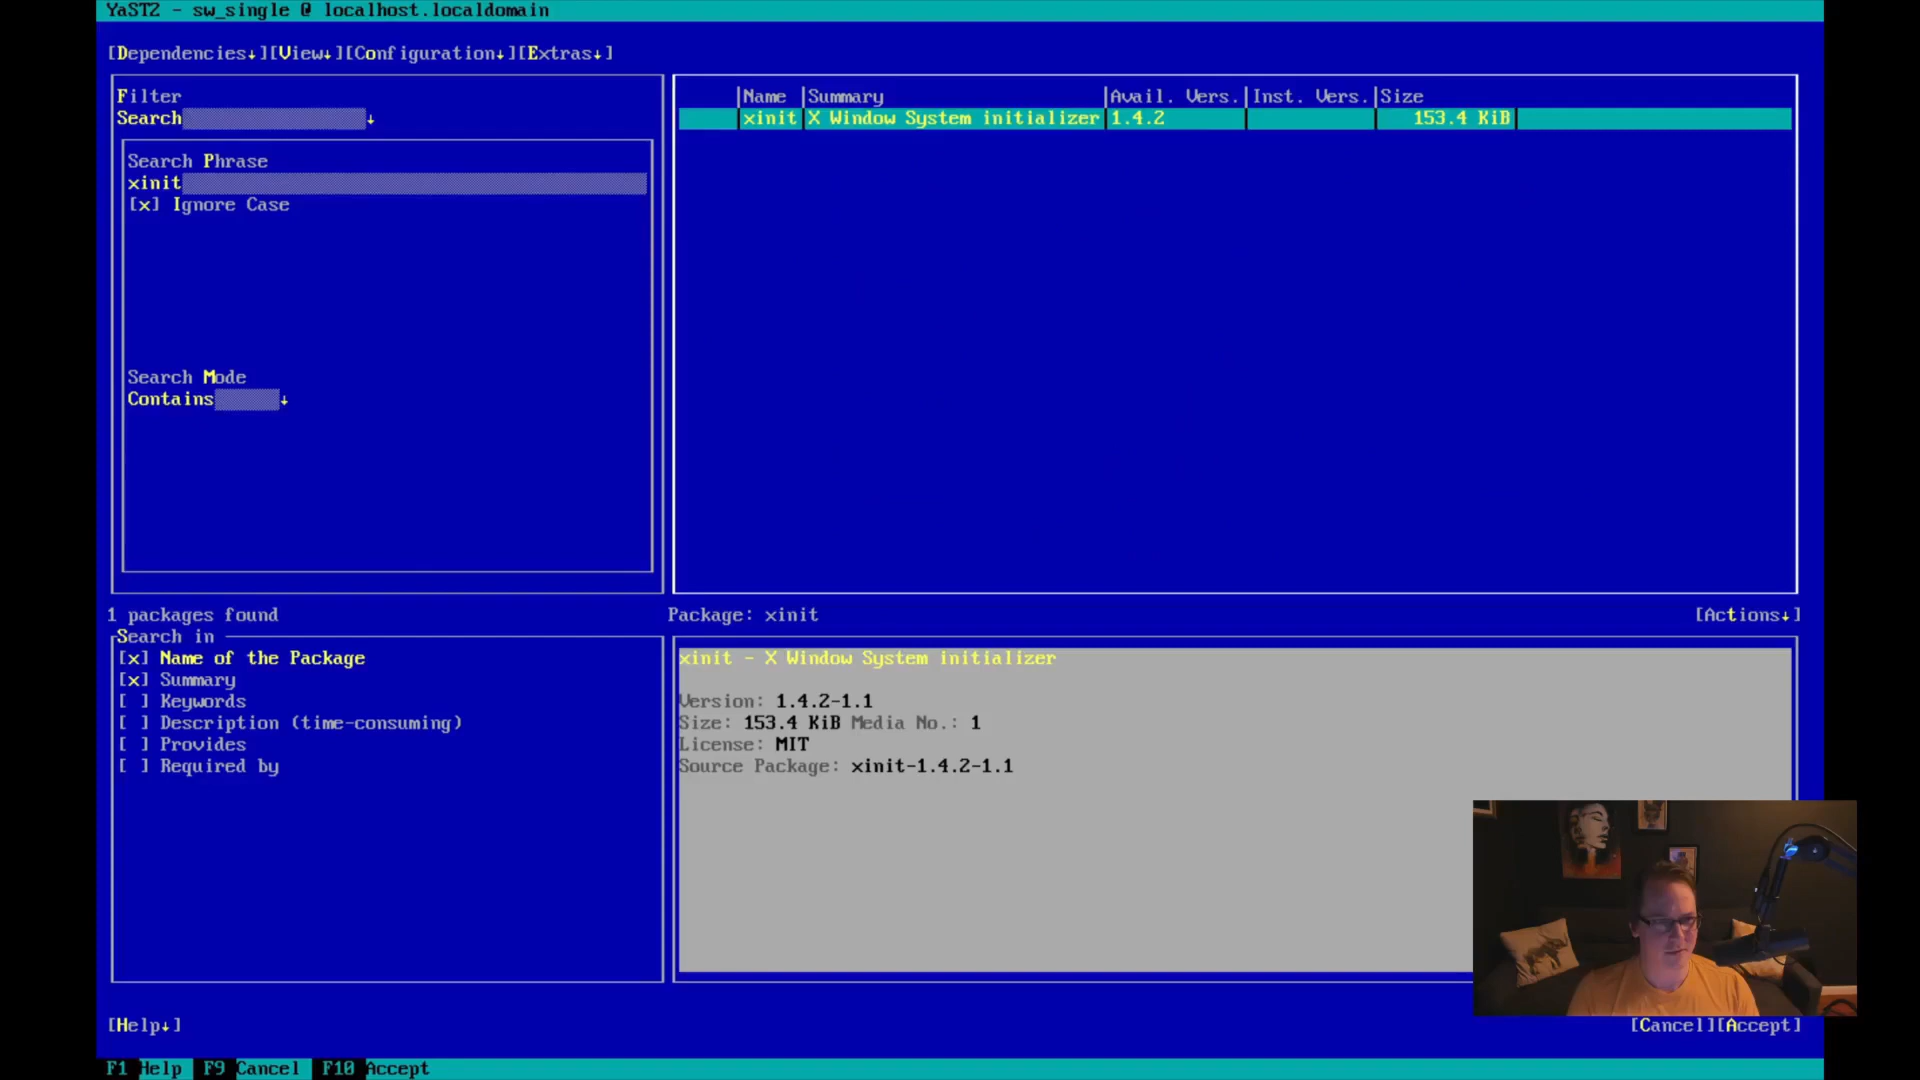 YaST2 - sw_single @ localhost.localdomain
[Dependencies↓][View↓][Configuration↓][Extras↓]
Filter
Search ↓
Search Phrase
xinit
[x] Ignore Case
Search Mode
Contains ↓
|Name |Summary |Avail. Vers.|Inst. Vers.|Size
|xinit|X Window System initializer|1.4.2 | | 153.4 KiB|
1 packages found
Package: xinit
[Actions↓]
Search in
[x] Name of the Package
[x] Summary
[ ] Keywords
[ ] Description (time-consuming)
[ ] Provides
[ ] Required by
xinit - X Window System initializer
Version: 1.4.2-1.1
Size: 153.4 KiB Media No.: 1
License: MIT
Source Package: xinit-1.4.2-1.1
[Help↓]
[Cancel][Accept]
F1 Help F9 Cancel F10 Accept